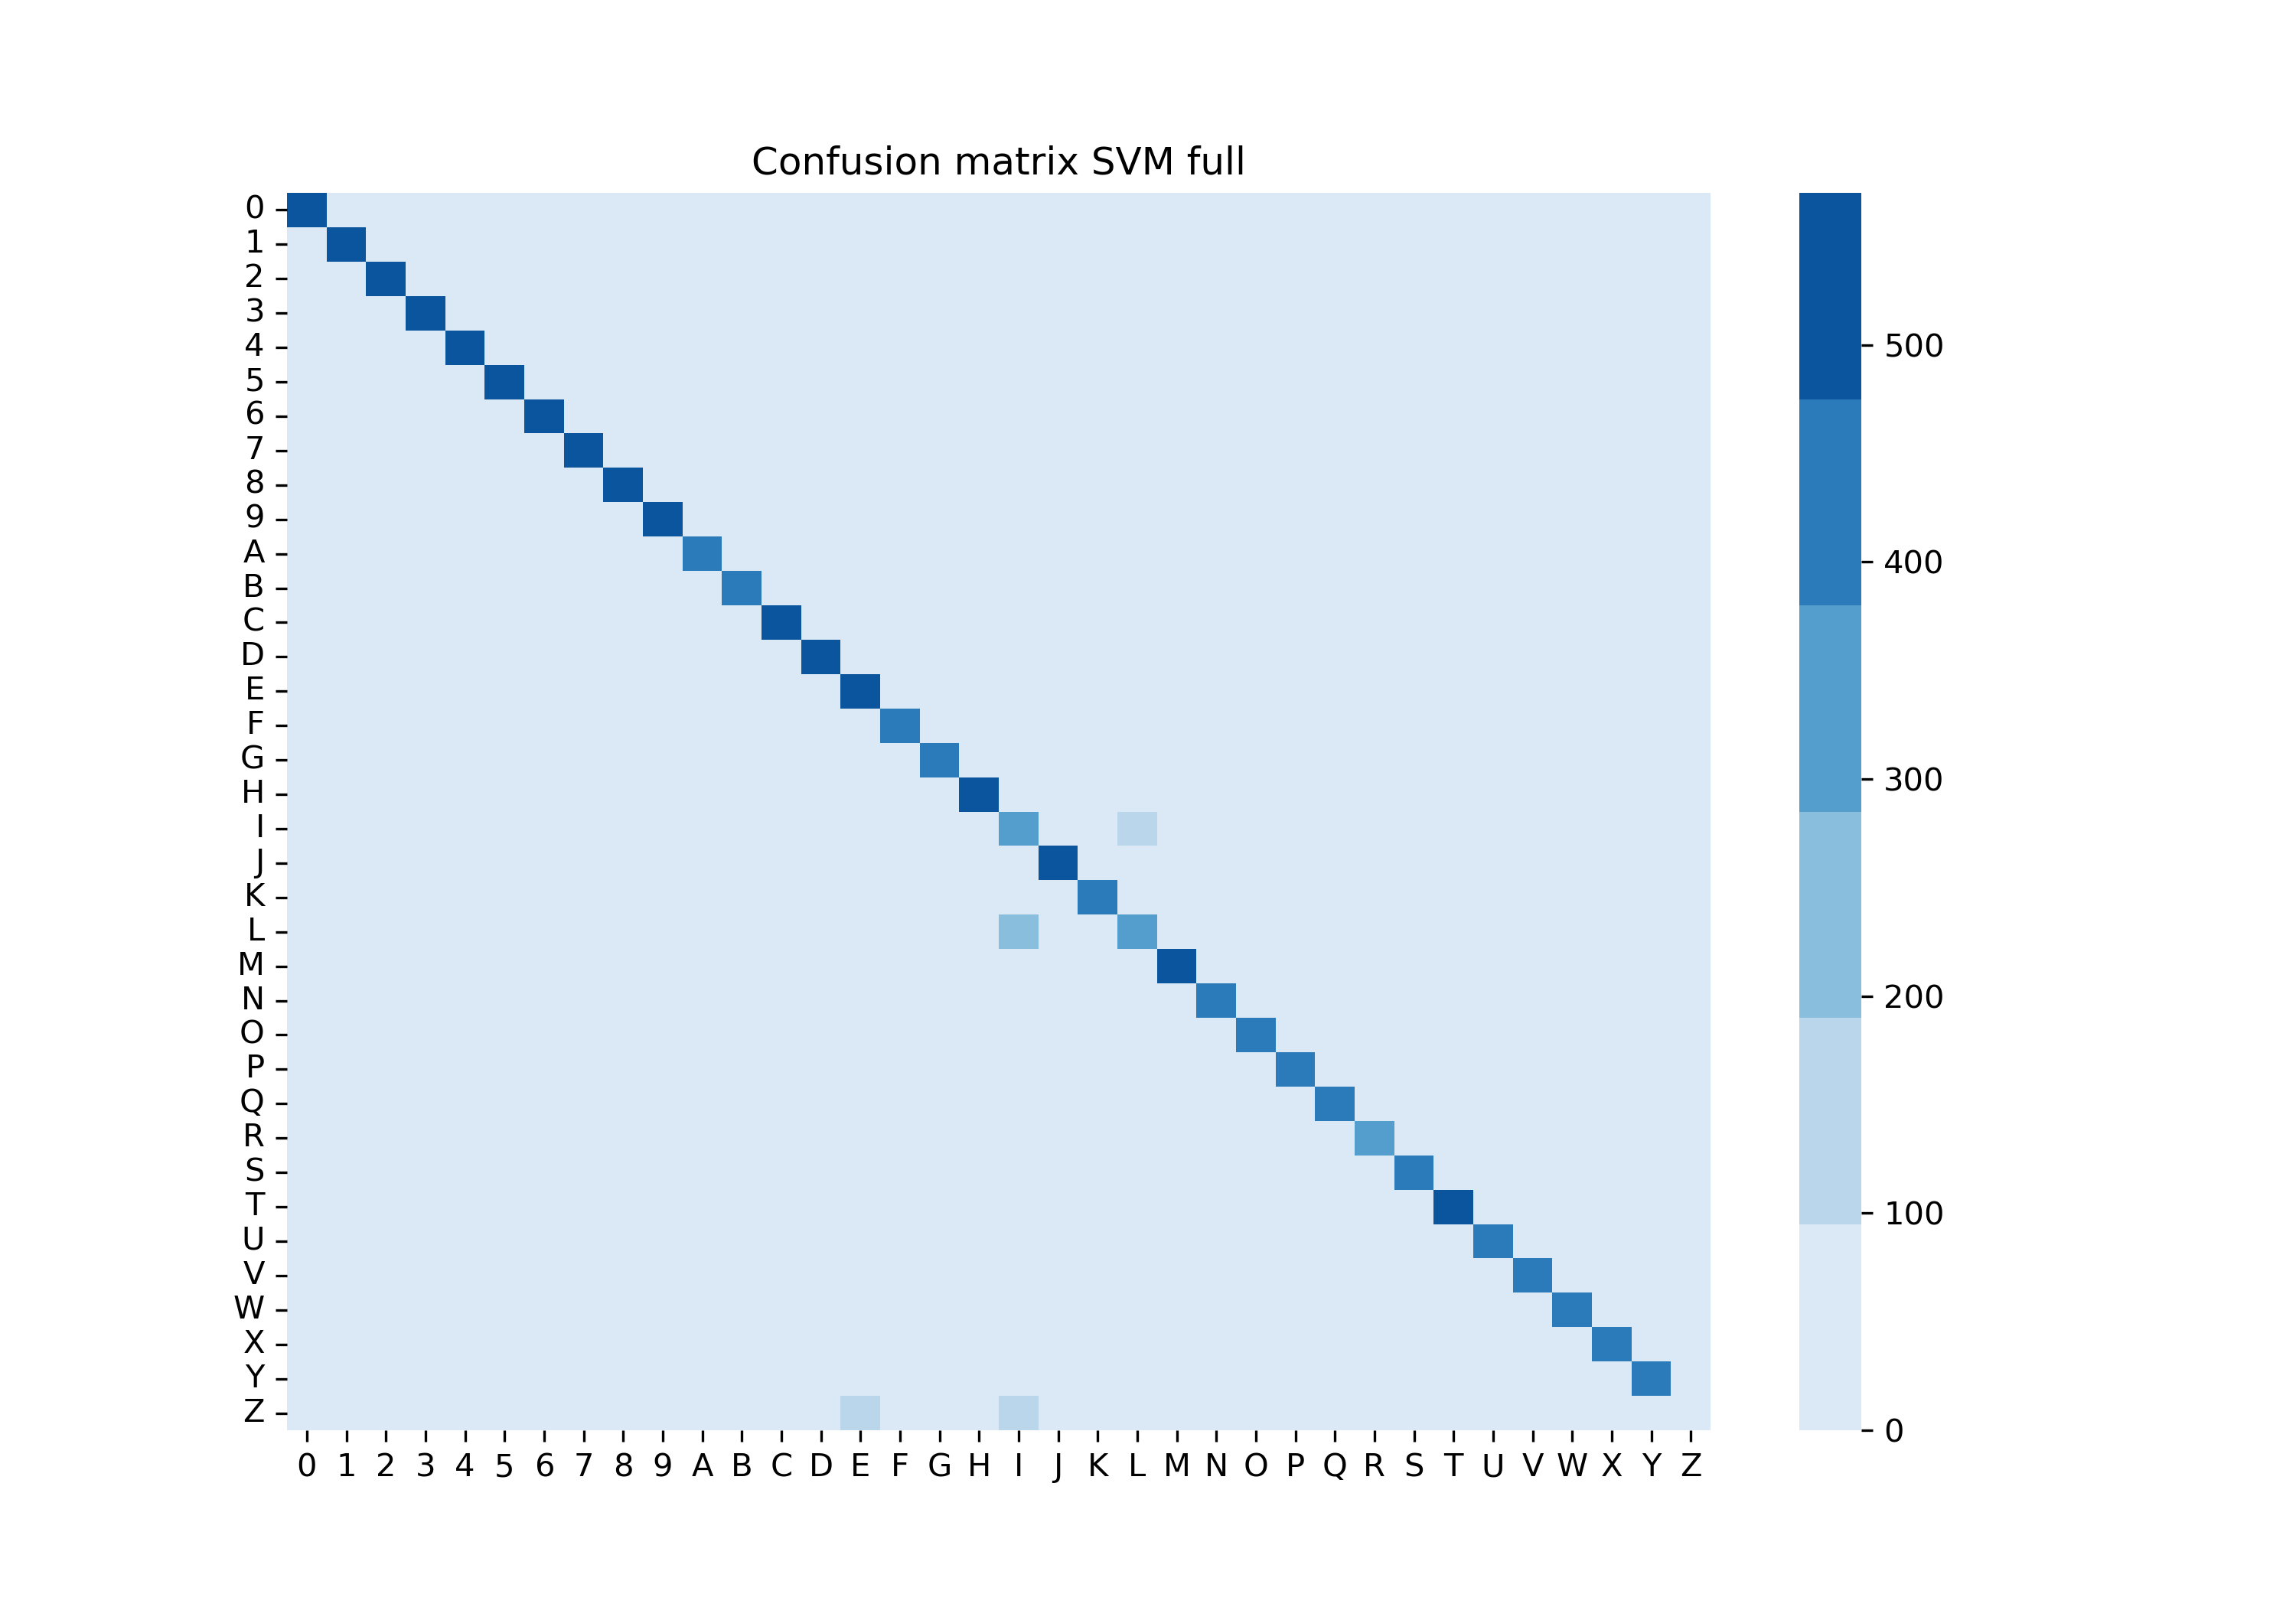 Confusion matrix SVM full
0
1
2
3
4
5
6
7
8
9
A
B
C
D
E
F
G
H
I
J
K
L
M
N
O
P
Q
R
S
T
U
V
W
X
Y
Z
0 1 2 3 4 5 6 7 8 9 A B C D E F G H I J K L M N O P Q R S T U V W X Y Z
500
400
300
200
100
0